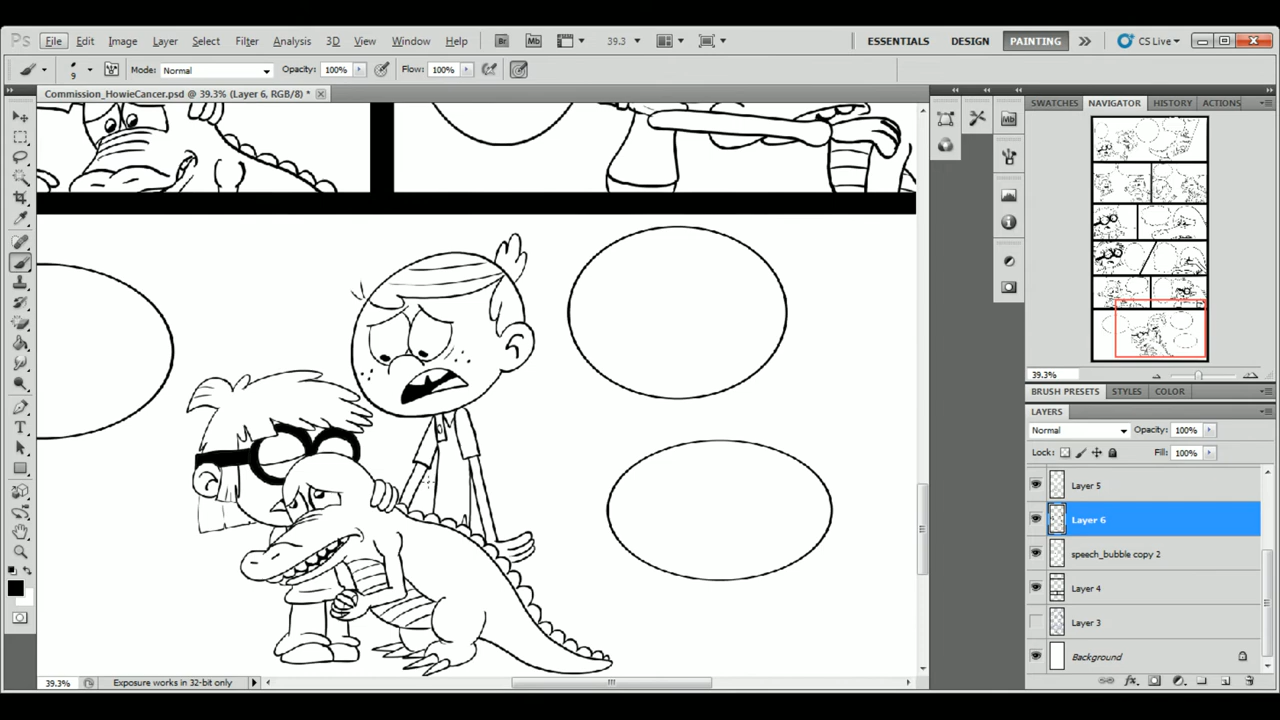 Ps File Edit Image Layer Select Filter Analysis 3D View Window Help Br Mb 39.3 ESSENTIALS DESIGN PAINTING CS Live
9 Mode: Normal Opacity: 100% Flow: 100%
Commission_HowieCancer.psd @ 39.3% (Layer 6, RGB/8) *
SWATCHES NAVIGATOR HISTORY ACTIONS
Mb
39.3%
BRUSH PRESETS STYLES COLOR
LAYERS
Normal Opacity: 100%
Lock: Fill: 100%
Layer 5
Layer 6
speech_bubble copy 2
Layer 4
Layer 3
Background
39.3% Exposure works in 32-bit only